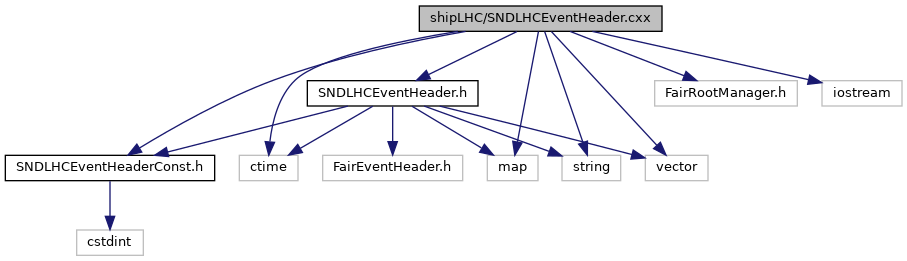 shipLHC/SNDLHCEventHeader.cxx
SNDLHCEventHeader.h
FairRootManager.h
iostream
SNDLHCEventHeaderConst.h
ctime
FairEventHeader.h
map
string
vector
cstdint